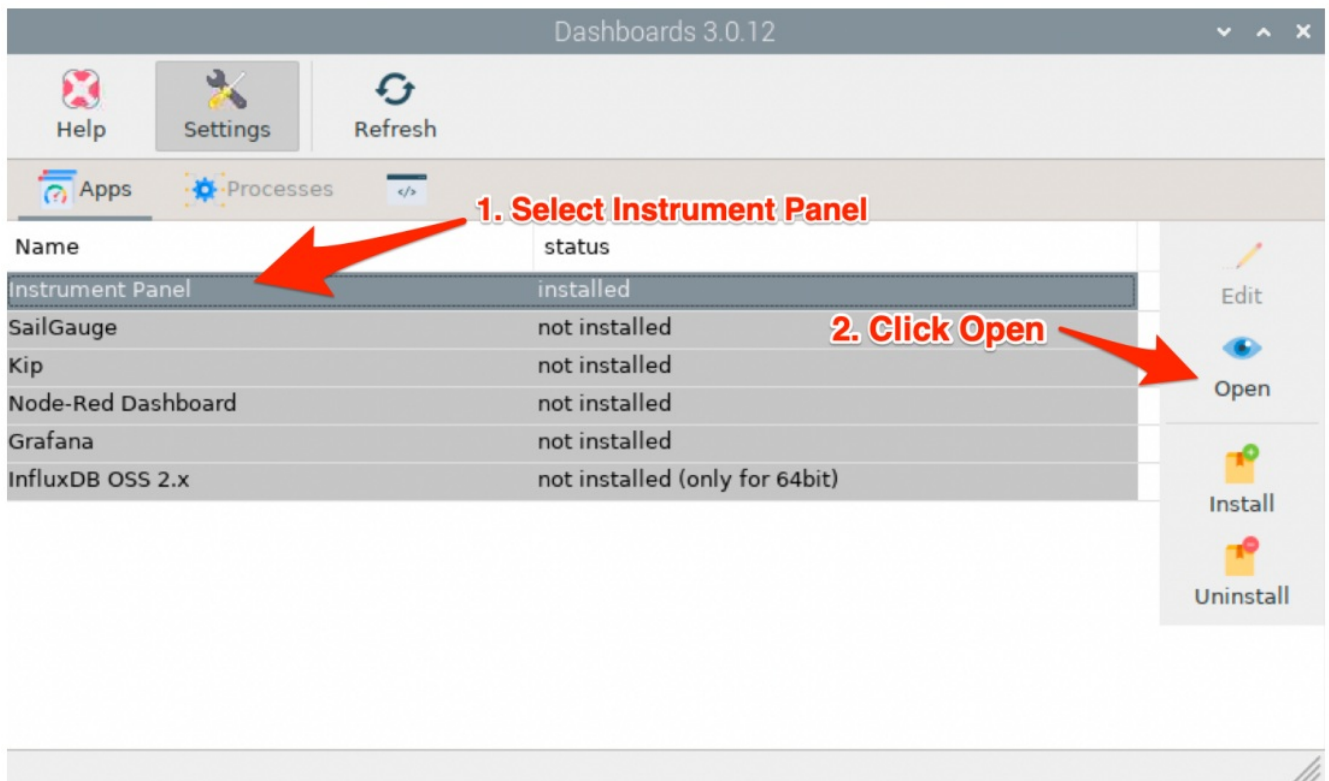 Dashboards 3.0.12
Help Settings Refresh
Apps Processes </>
1. Select Instrument Panel
Name status
Instrument Panel installed
SailGauge not installed
Kip not installed
Node-Red Dashboard not installed
Grafana not installed
InfluxDB OSS 2.x not installed (only for 64bit)
2. Click Open
Edit
Open
Install
Uninstall